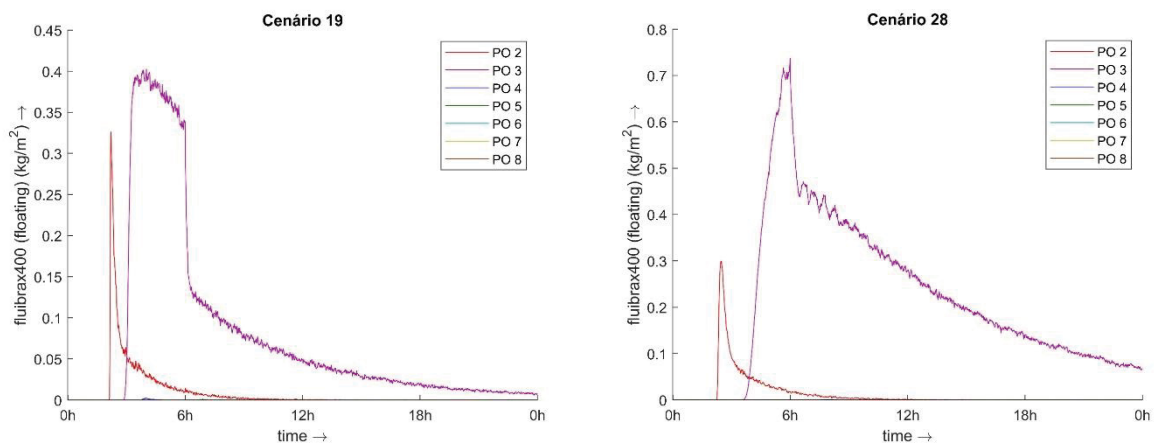 Cenário 19
fluibrax400 (floating) (kg/m²) →
0.45
0.4
0.35
0.3
0.25
0.2
0.15
0.1
0.05
0
0h
6h
12h
18h
0h
time →
PO 2
PO 3
PO 4
PO 5
PO 6
PO 7
PO 8
Cenário 28
fluibrax400 (floating) (kg/m²) →
0.8
0.7
0.6
0.5
0.4
0.3
0.2
0.1
0
0h
6h
12h
18h
0h
time →
PO 2
PO 3
PO 4
PO 5
PO 6
PO 7
PO 8